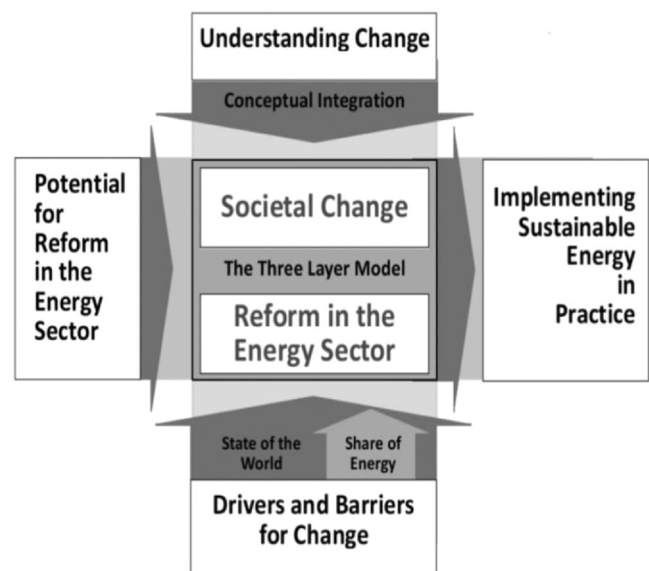 Understanding Change
Conceptual Integration
Potential
for
Reform
in the
Energy
Sector
Societal Change
The Three Layer Model
Reform in the
Energy Sector
Implementing
Sustainable
Energy
in
Practice
State of the
World
Share of
Energy
Drivers and Barriers
for Change